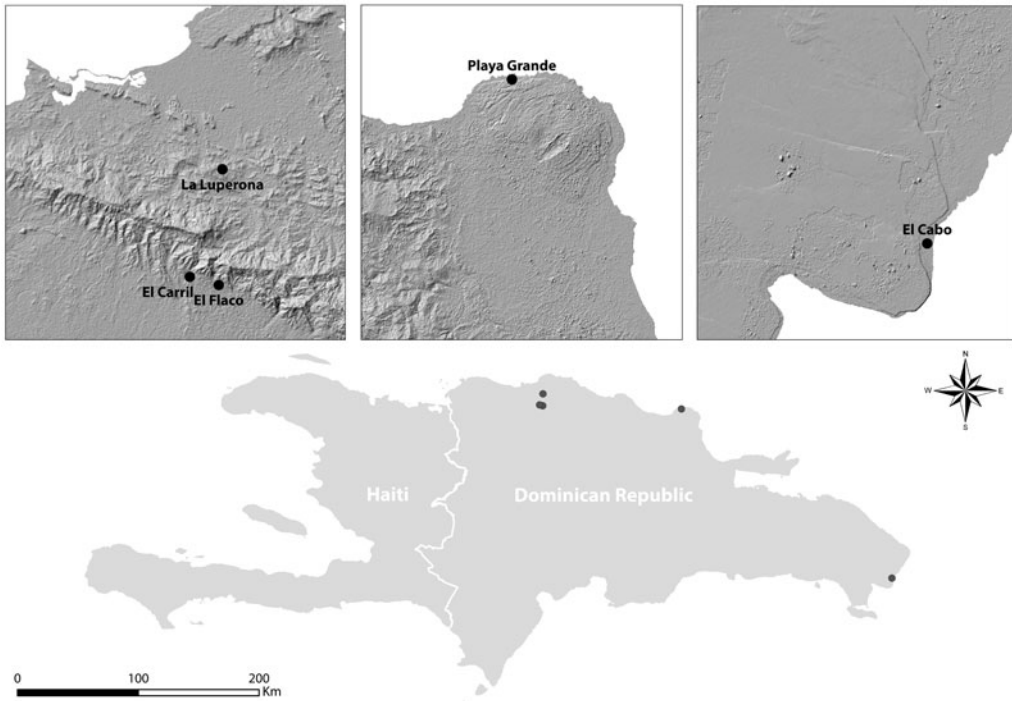 La Luperona
El Carril
El Flaco
Playa Grande
El Cabo
N
W
E
S
Haiti
Dominican Republic
0
100
200
Km